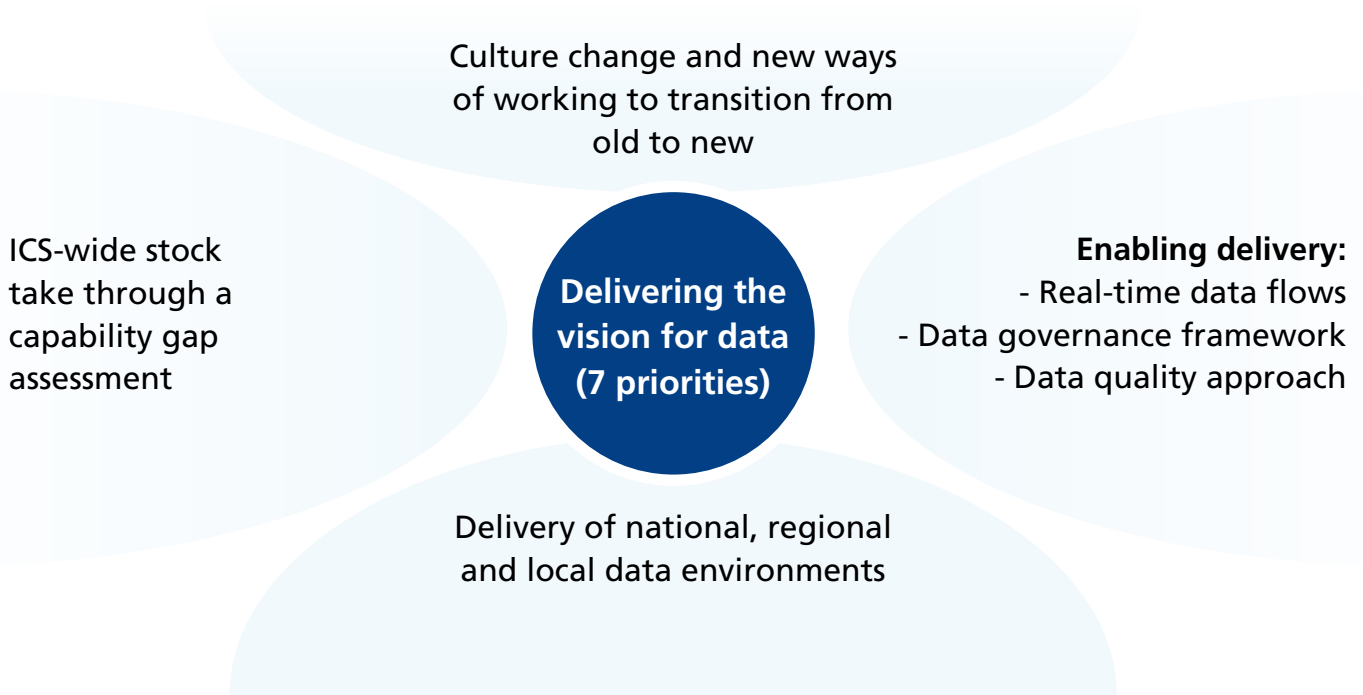 Culture change and new ways
of working to transition from
old to new
ICS-wide stock
take through a
capability gap
assessment
Delivering the
vision for data
(7 priorities)
Enabling delivery:
- Real-time data flows
- Data governance framework
- Data quality approach
Delivery of national, regional
and local data environments